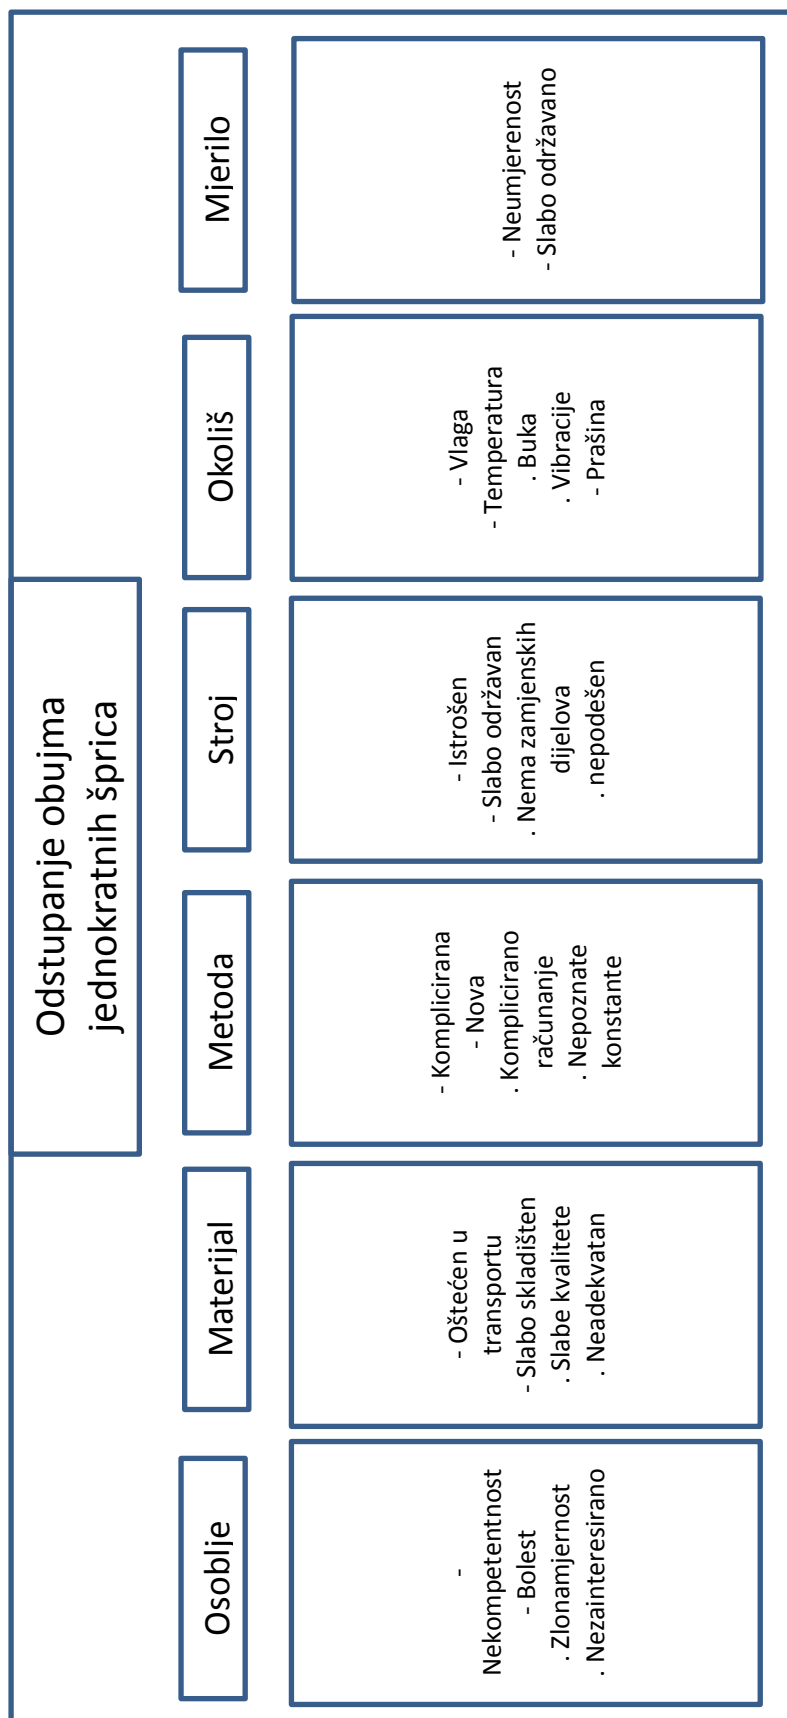 Odstupanje obujma
jednokratnih šprica
Osoblje
Materijal
Metoda
Stroj
Okoliš
Mjerilo
-
Nekompetentnost
- Bolest
. Zlonamjernost
. Nezainteresirano
- Oštećen u
transportu
- Slabo skladišten
. Slabe kvalitete
. Neadekvatan
- Komplicirana
- Nova
. Komplicirano
računanje
. Nepoznate
konstante
- Istrošen
- Slabo održavan
. Nema zamjenskih
dijelova
. nepodešen
- Vlaga
- Temperatura
. Buka
. Vibracije
- Prašina
- Neumjerenost
- Slabo održavano